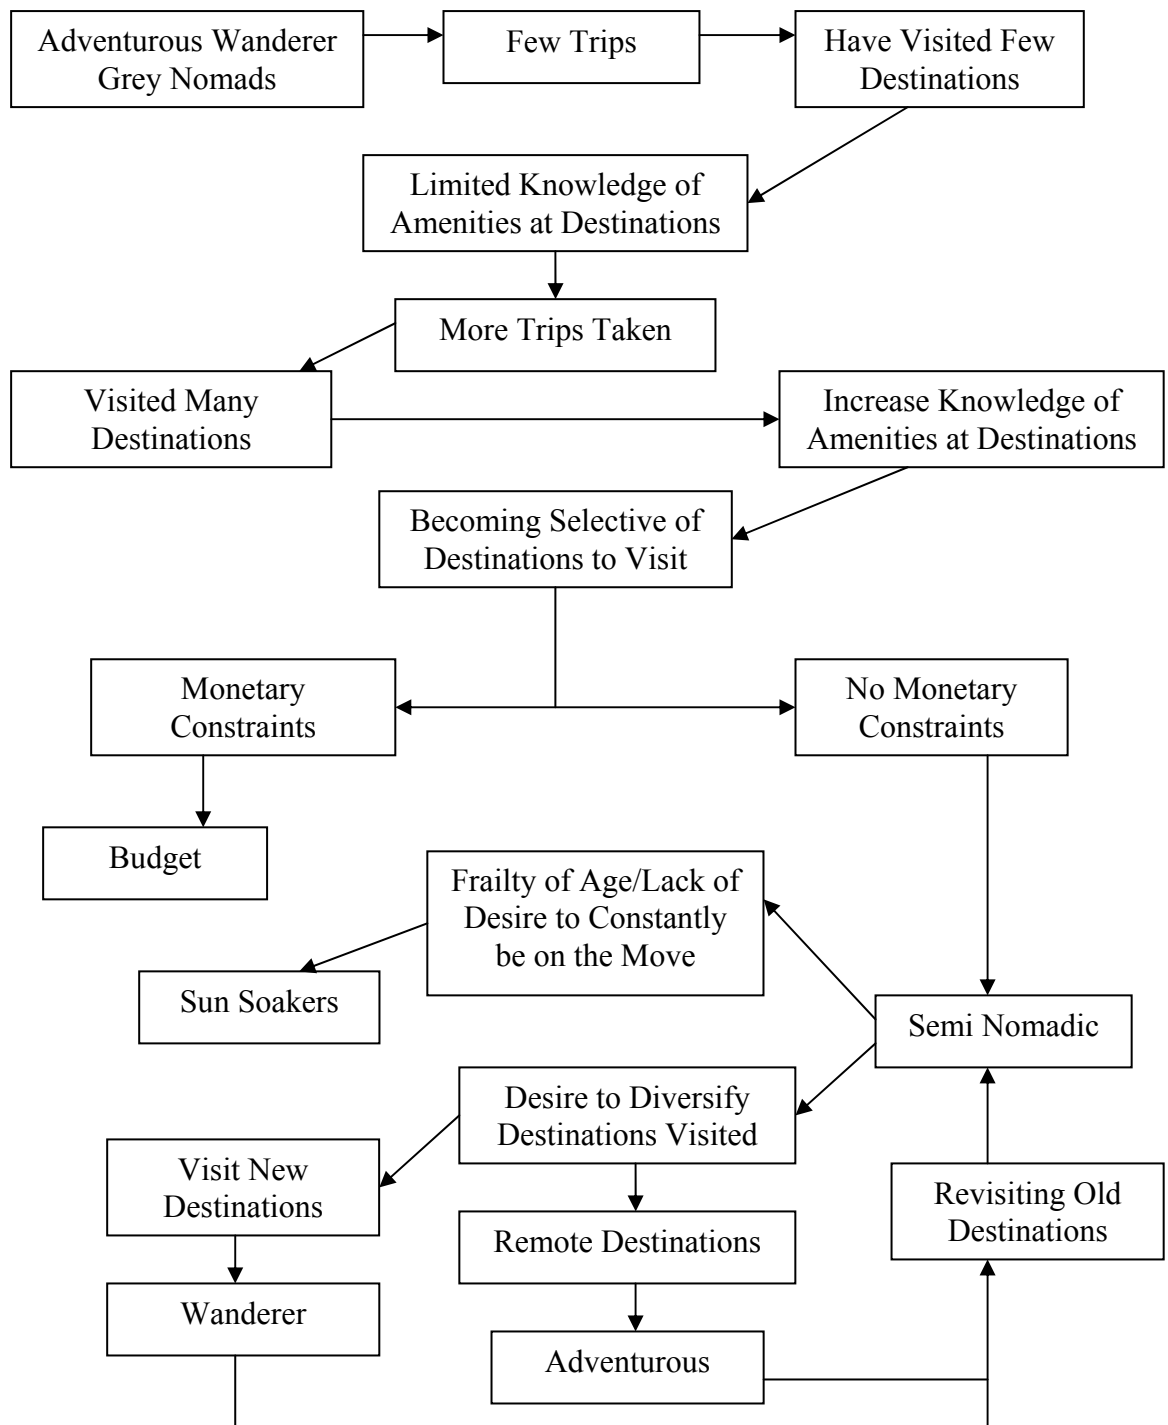 Adventurous Wanderer
Grey Nomads
Few Trips
Have Visited Few
Destinations
Limited Knowledge of
Amenities at Destinations
More Trips Taken
Visited Many
Destinations
Increase Knowledge of
Amenities at Destinations
Becoming Selective of
Destinations to Visit
Monetary
Constraints
No Monetary
Constraints
Budget
Frailty of Age/Lack of
Desire to Constantly
be on the Move
Sun Soakers
Semi Nomadic
Desire to Diversify
Destinations Visited
Visit New
Destinations
Revisiting Old
Destinations
Remote Destinations
Wanderer
Adventurous